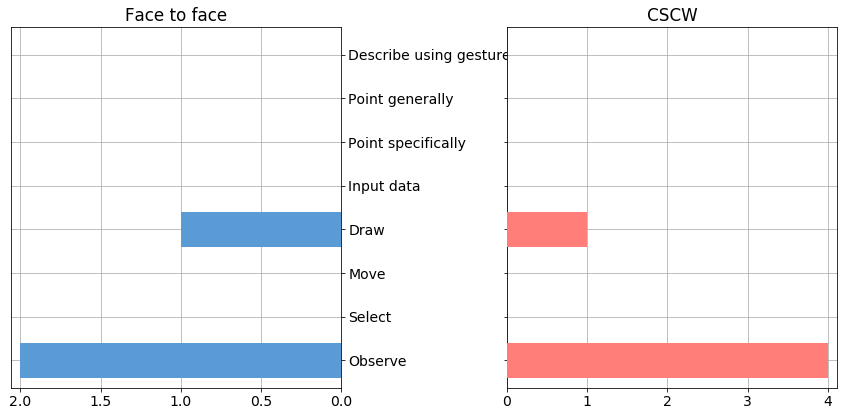 Face to face
CSCW
Describe using gesture
Point generally
Point specifically
Input data
Draw
Move
Select
Observe
2.0 1.5 1.0 0.5 0.0
0 1 2 3 4